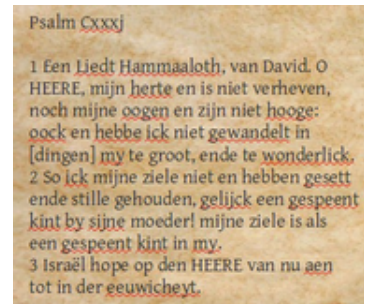 Psalm Cxxxj
1 Een Liedt Hammaaloth, van David. O
HEERE, mijn herte en is niet verheven,
noch mijne oogen en zijn niet hooge:
oock en hebbe ick niet gewandelt in
[dingen] my te groot, ende te wonderlick.
2 So ick mijne ziele niet en hebben gesett
ende stille gehouden, gelijck een gespeent
kint by sijne moeder! mijne ziele is als
een gespeent kint in my.
3 Israël hope op den HEERE van nu aen
tot in der eeuwicheyt.